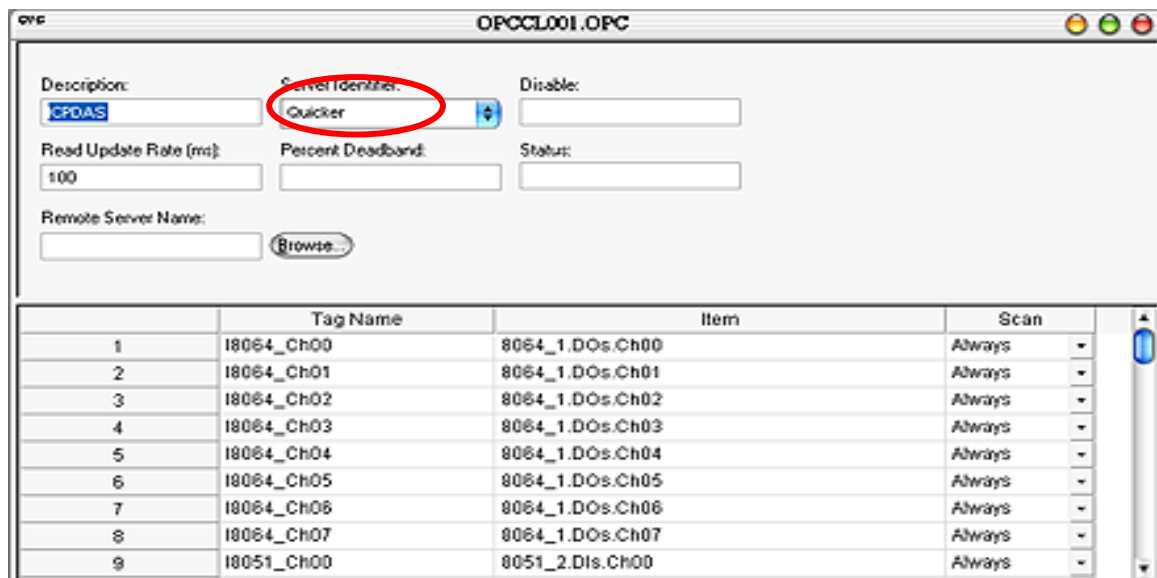 OPC OPCCL001.OPC
Description: Server Identifier: Disable:
ICPDAS Quicker
Read Update Rate (ms): Percent Deadband: Status:
100
Remote Server Name:
Browse...
Tag Name Item Scan
1 I8064_Ch00 8064_1.DOs.Ch00 Always
2 I8064_Ch01 8064_1.DOs.Ch01 Always
3 I8064_Ch02 8064_1.DOs.Ch02 Always
4 I8064_Ch03 8064_1.DOs.Ch03 Always
5 I8064_Ch04 8064_1.DOs.Ch04 Always
6 I8064_Ch05 8064_1.DOs.Ch05 Always
7 I8064_Ch06 8064_1.DOs.Ch06 Always
8 I8064_Ch07 8064_1.DOs.Ch07 Always
9 I8051_Ch00 8051_2.DIs.Ch00 Always